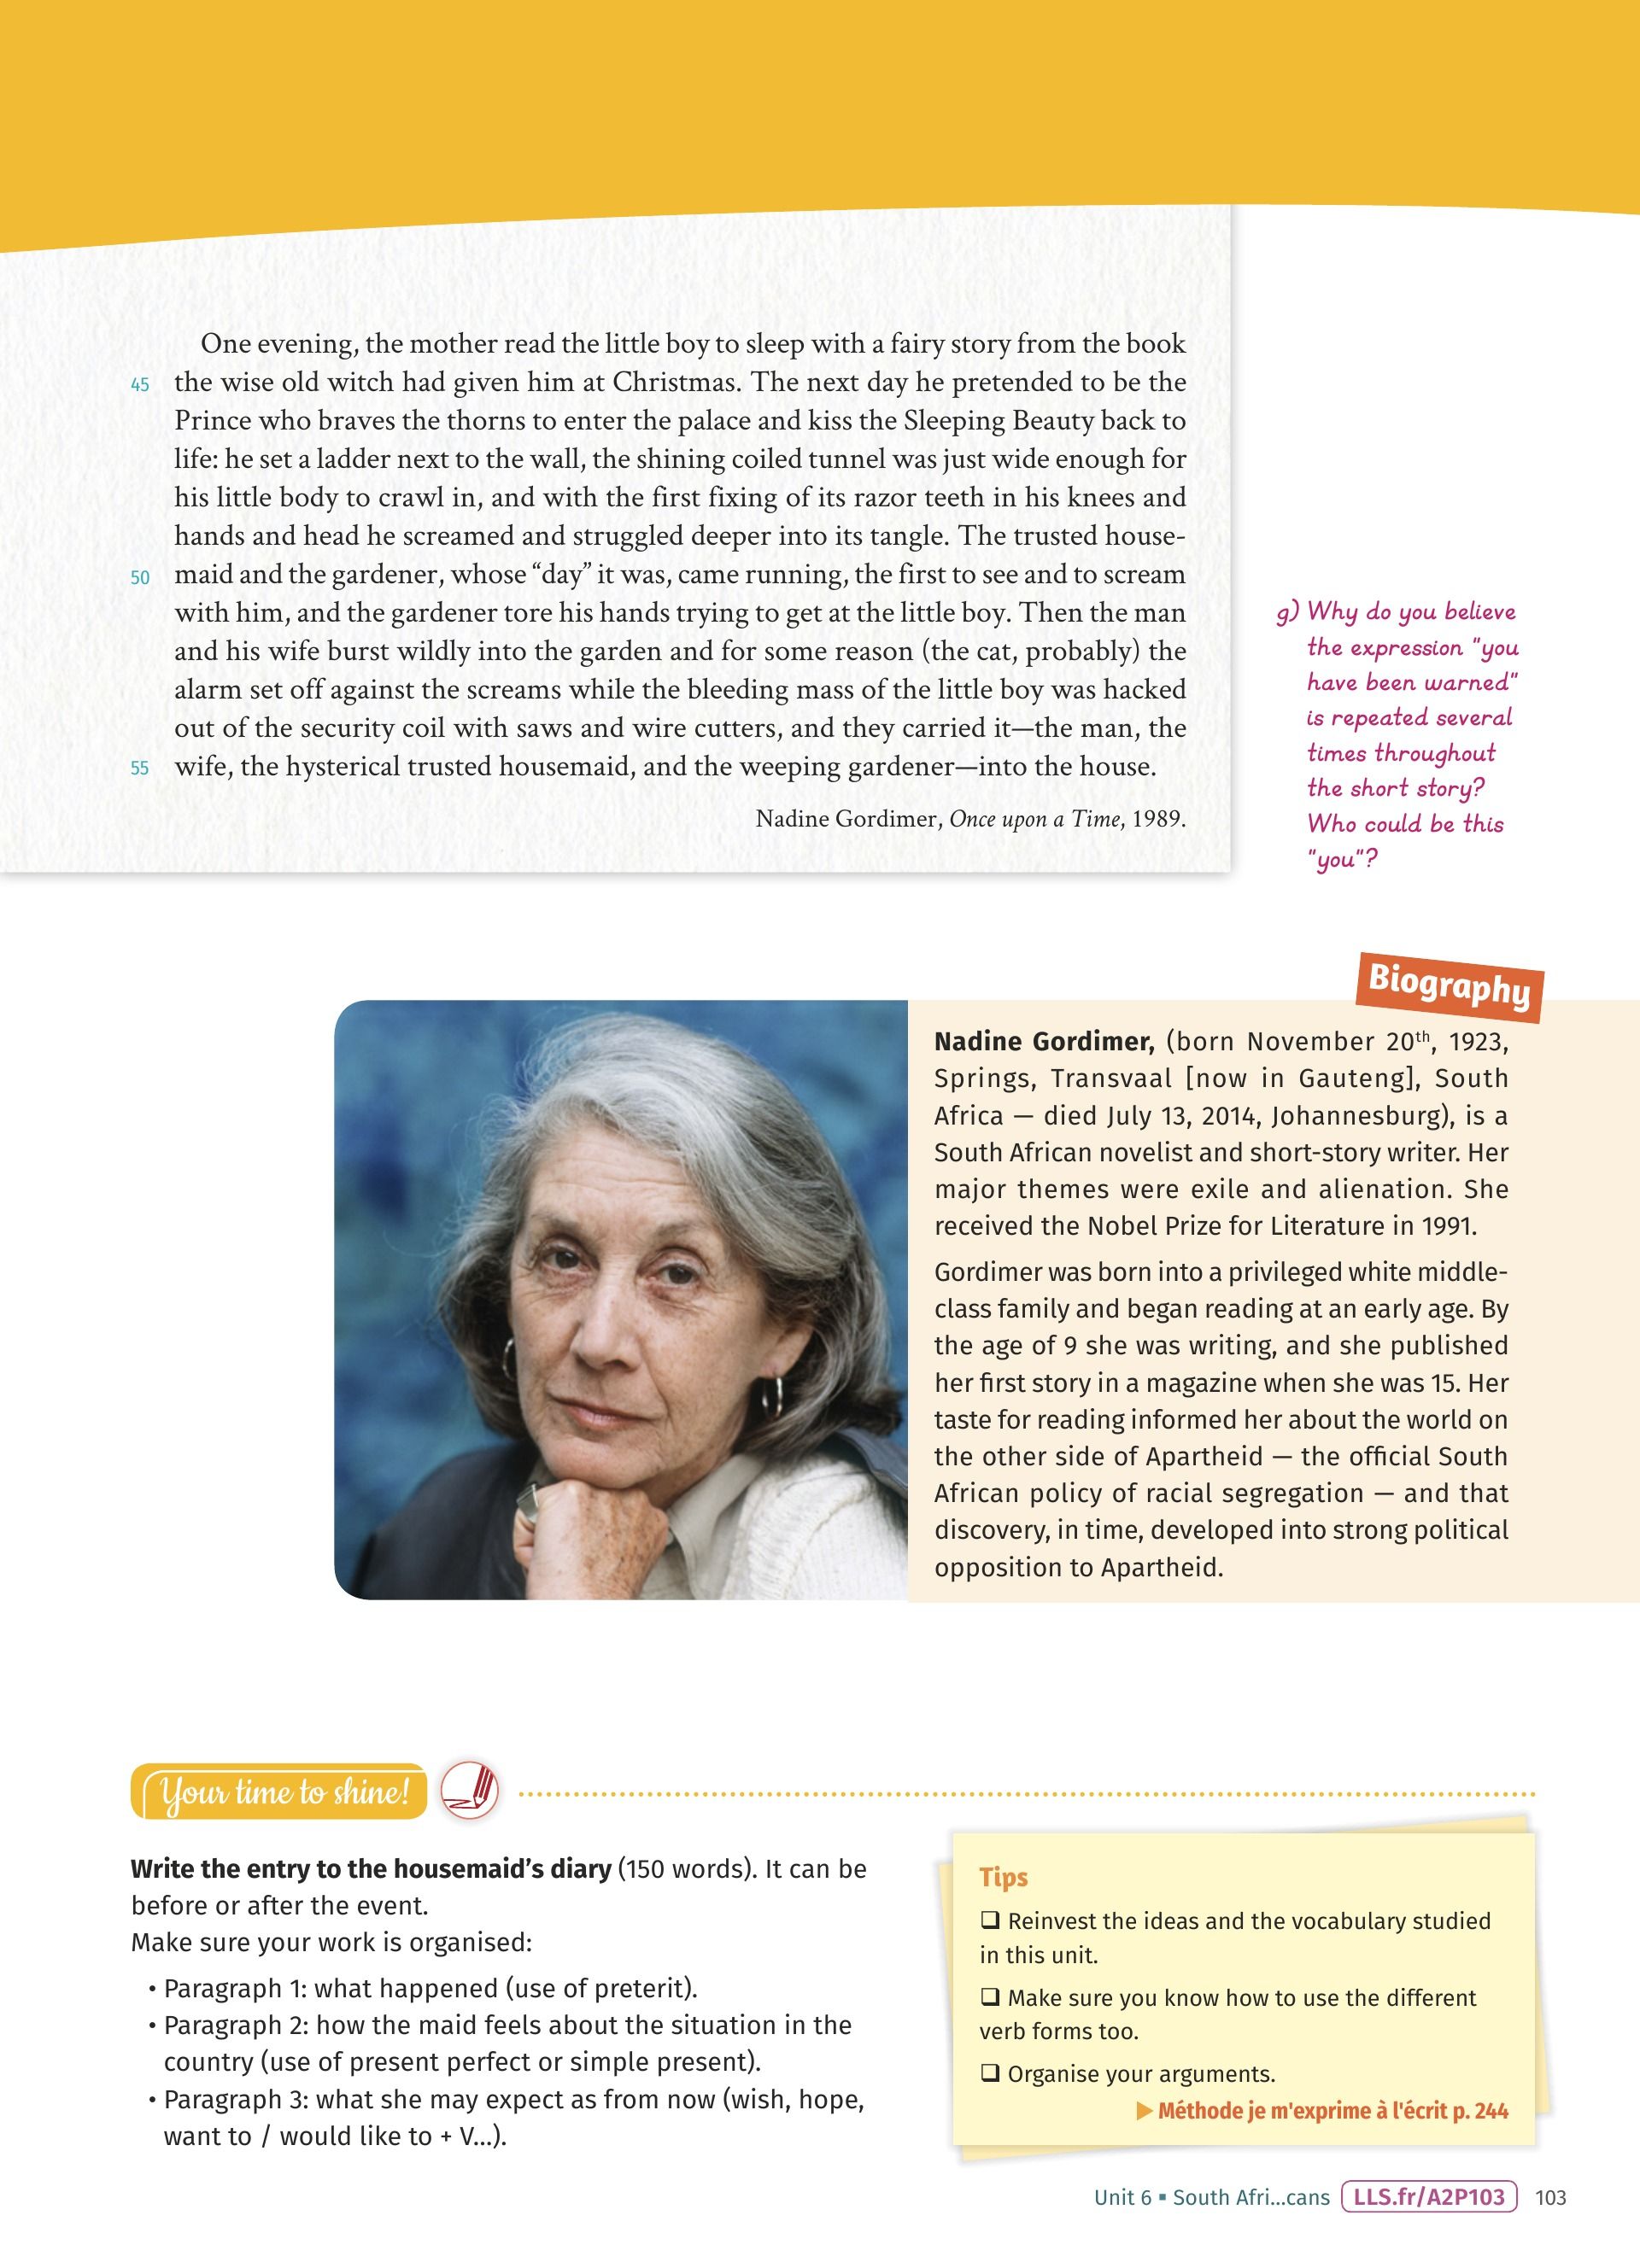 One evening, the mother read the little boy to sleep with a fairy story from the book
45 the wise old witch had given him at Christmas. The next day he pretended to be the
Prince who braves the thorns to enter the palace and kiss the Sleeping Beauty back to
life: he set a ladder next to the wall, the shining coiled tunnel was just wide enough for
his little body to crawl in, and with the first fixing of its razor teeth in his knees and
hands and head he screamed and struggled deeper into its tangle. The trusted house-
50 maid and the gardener, whose “day” it was, came running, the first to see and to scream
with him, and the gardener tore his hands trying to get at the little boy. Then the man
and his wife burst wildly into the garden and for some reason (the cat, probably) the
alarm set off against the screams while the bleeding mass of the little boy was hacked
out of the security coil with saws and wire cutters, and they carried it—the man, the
55 wife, the hysterical trusted housemaid, and the weeping gardener—into the house.
Nadine Gordimer, Once upon a Time, 1989.
g) Why do you believe
the expression "you
have been warned"
is repeated several
times throughout
the short story?
Who could be this
"you"?
Biography
Nadine Gordimer, (born November 20th, 1923,
Springs, Transvaal [now in Gauteng], South
Africa — died July 13, 2014, Johannesburg), is a
South African novelist and short-story writer. Her
major themes were exile and alienation. She
received the Nobel Prize for Literature in 1991.
Gordimer was born into a privileged white middle-
class family and began reading at an early age. By
the age of 9 she was writing, and she published
her first story in a magazine when she was 15. Her
taste for reading informed her about the world on
the other side of Apartheid — the official South
African policy of racial segregation — and that
discovery, in time, developed into strong political
opposition to Apartheid.
Your time to shine!
Write the entry to the housemaid’s diary (150 words). It can be
before or after the event.
Make sure your work is organised:
• Paragraph 1: what happened (use of preterit).
• Paragraph 2: how the maid feels about the situation in the
country (use of present perfect or simple present).
• Paragraph 3: what she may expect as from now (wish, hope,
want to / would like to + V...).
Tips
❑ Reinvest the ideas and the vocabulary studied
in this unit.
❑ Make sure you know how to use the different
verb forms too.
❑ Organise your arguments.
▶ Méthode je m'exprime à l'écrit p. 244
Unit 6 ▪ South Afri...cans LLS.fr/A2P103 103